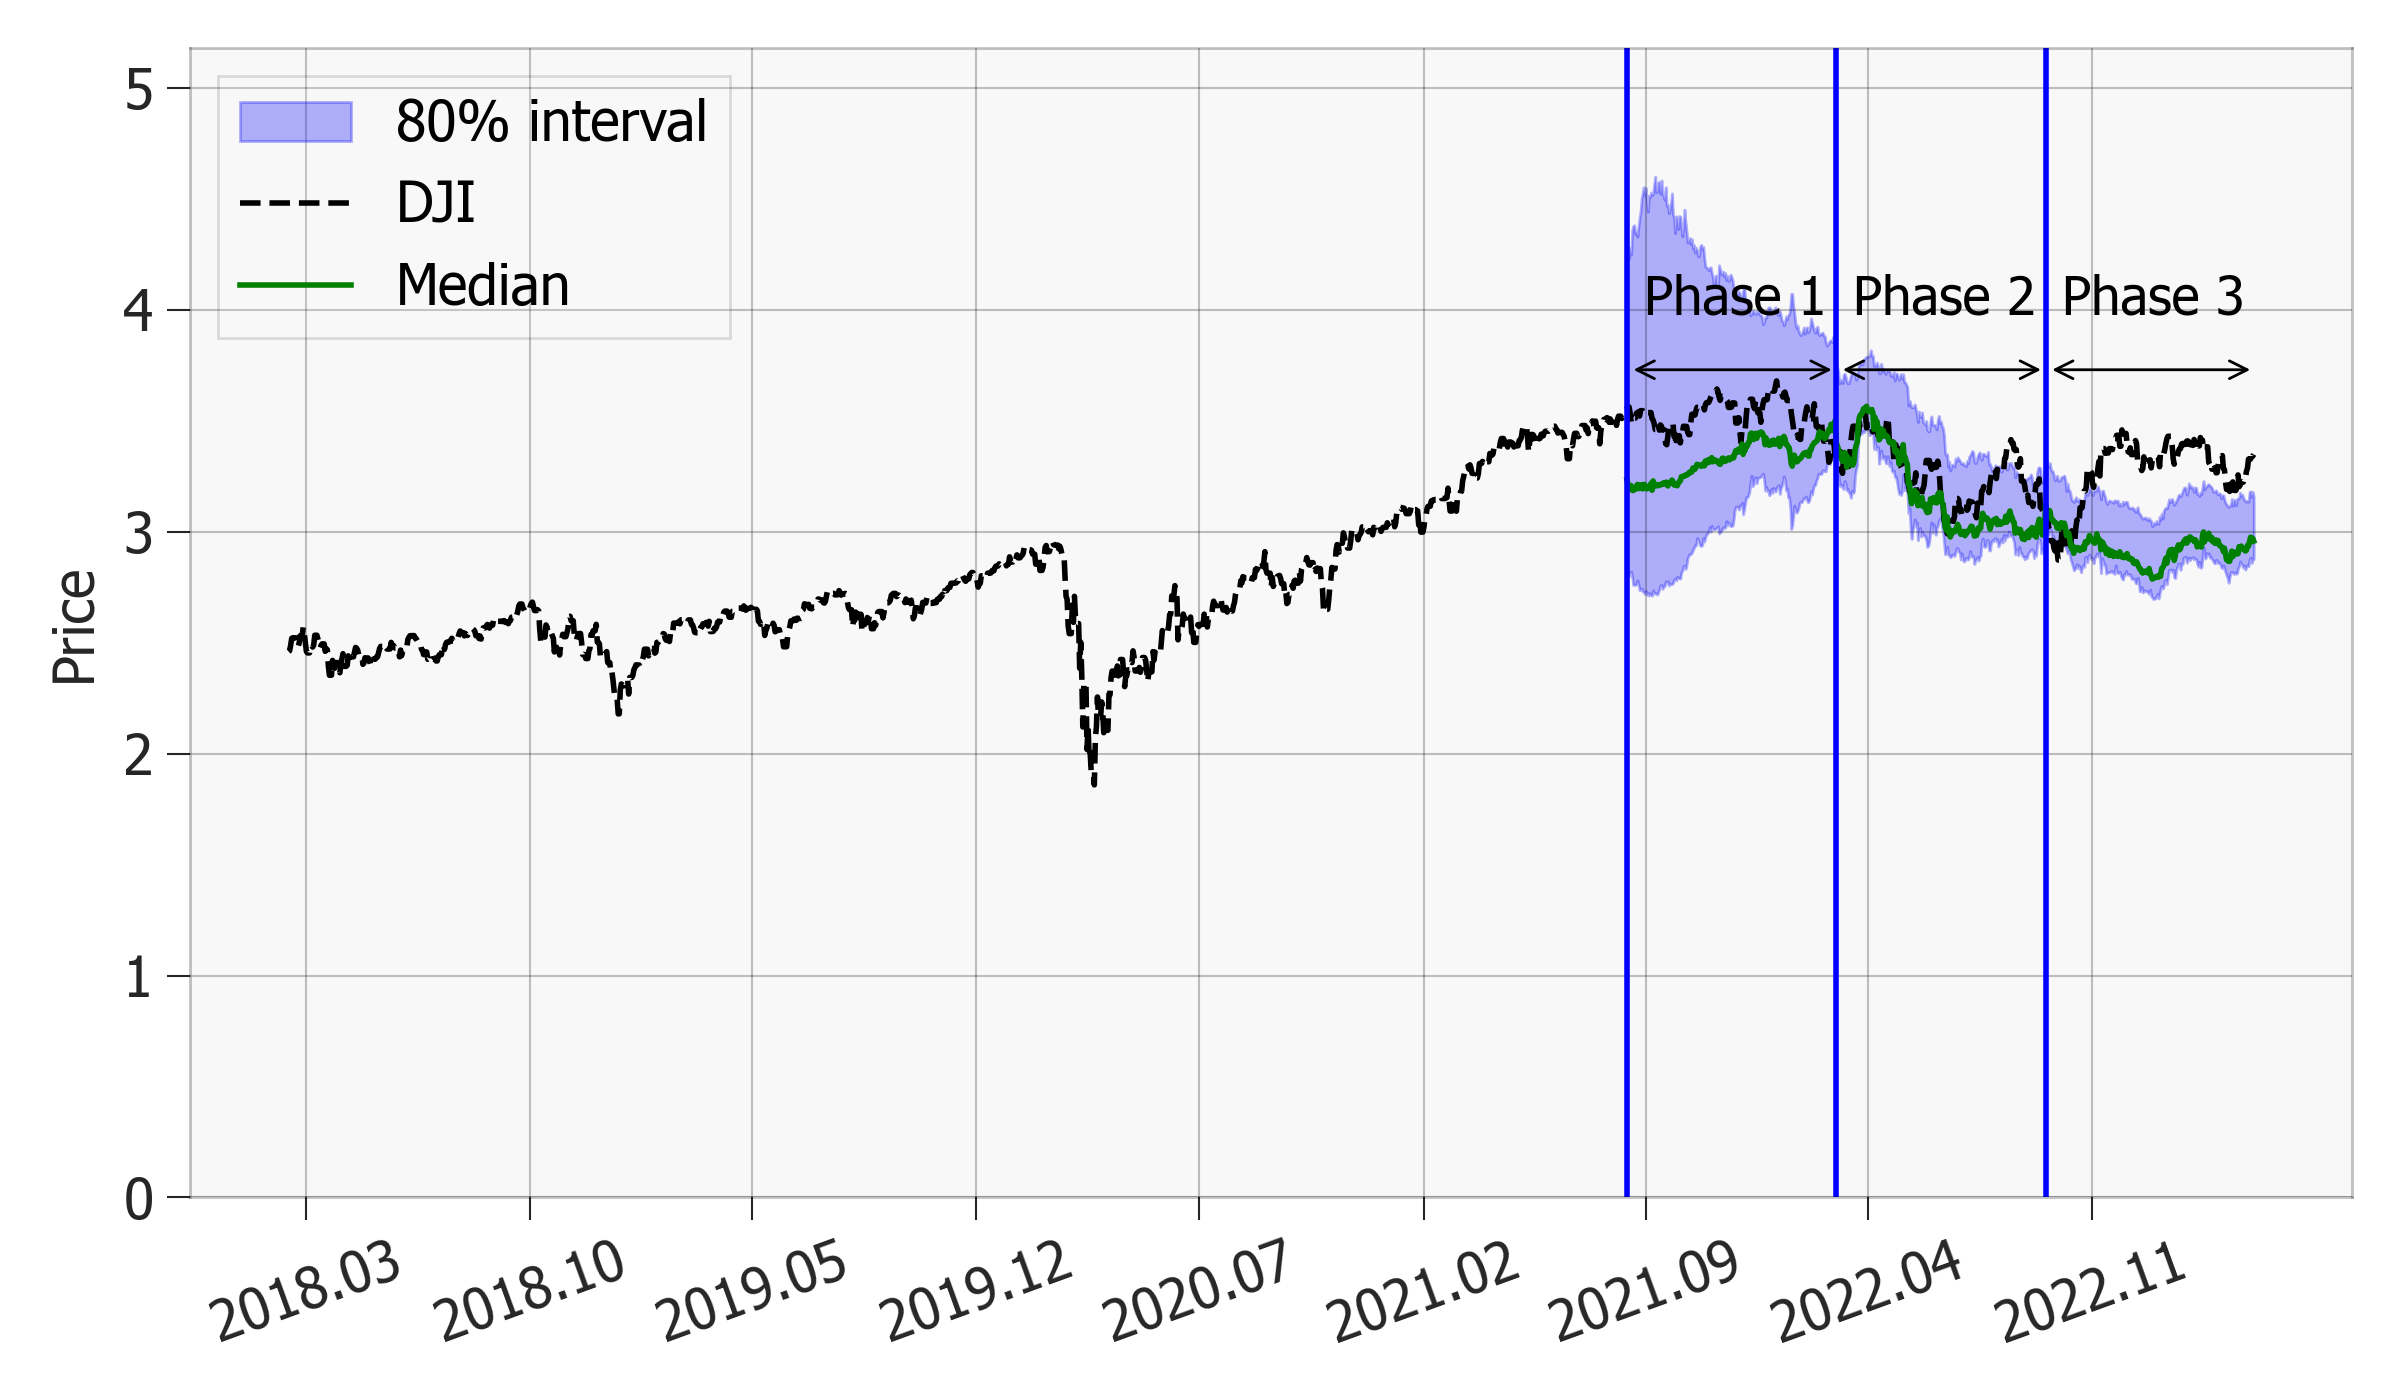 5
4
3
2
1
0
Price
80% interval
DJI
Median
Phase 1
Phase 2
Phase 3
2018.03
2018.10
2019.05
2019.12
2020.07
2021.02
2021.09
2022.04
2022.11